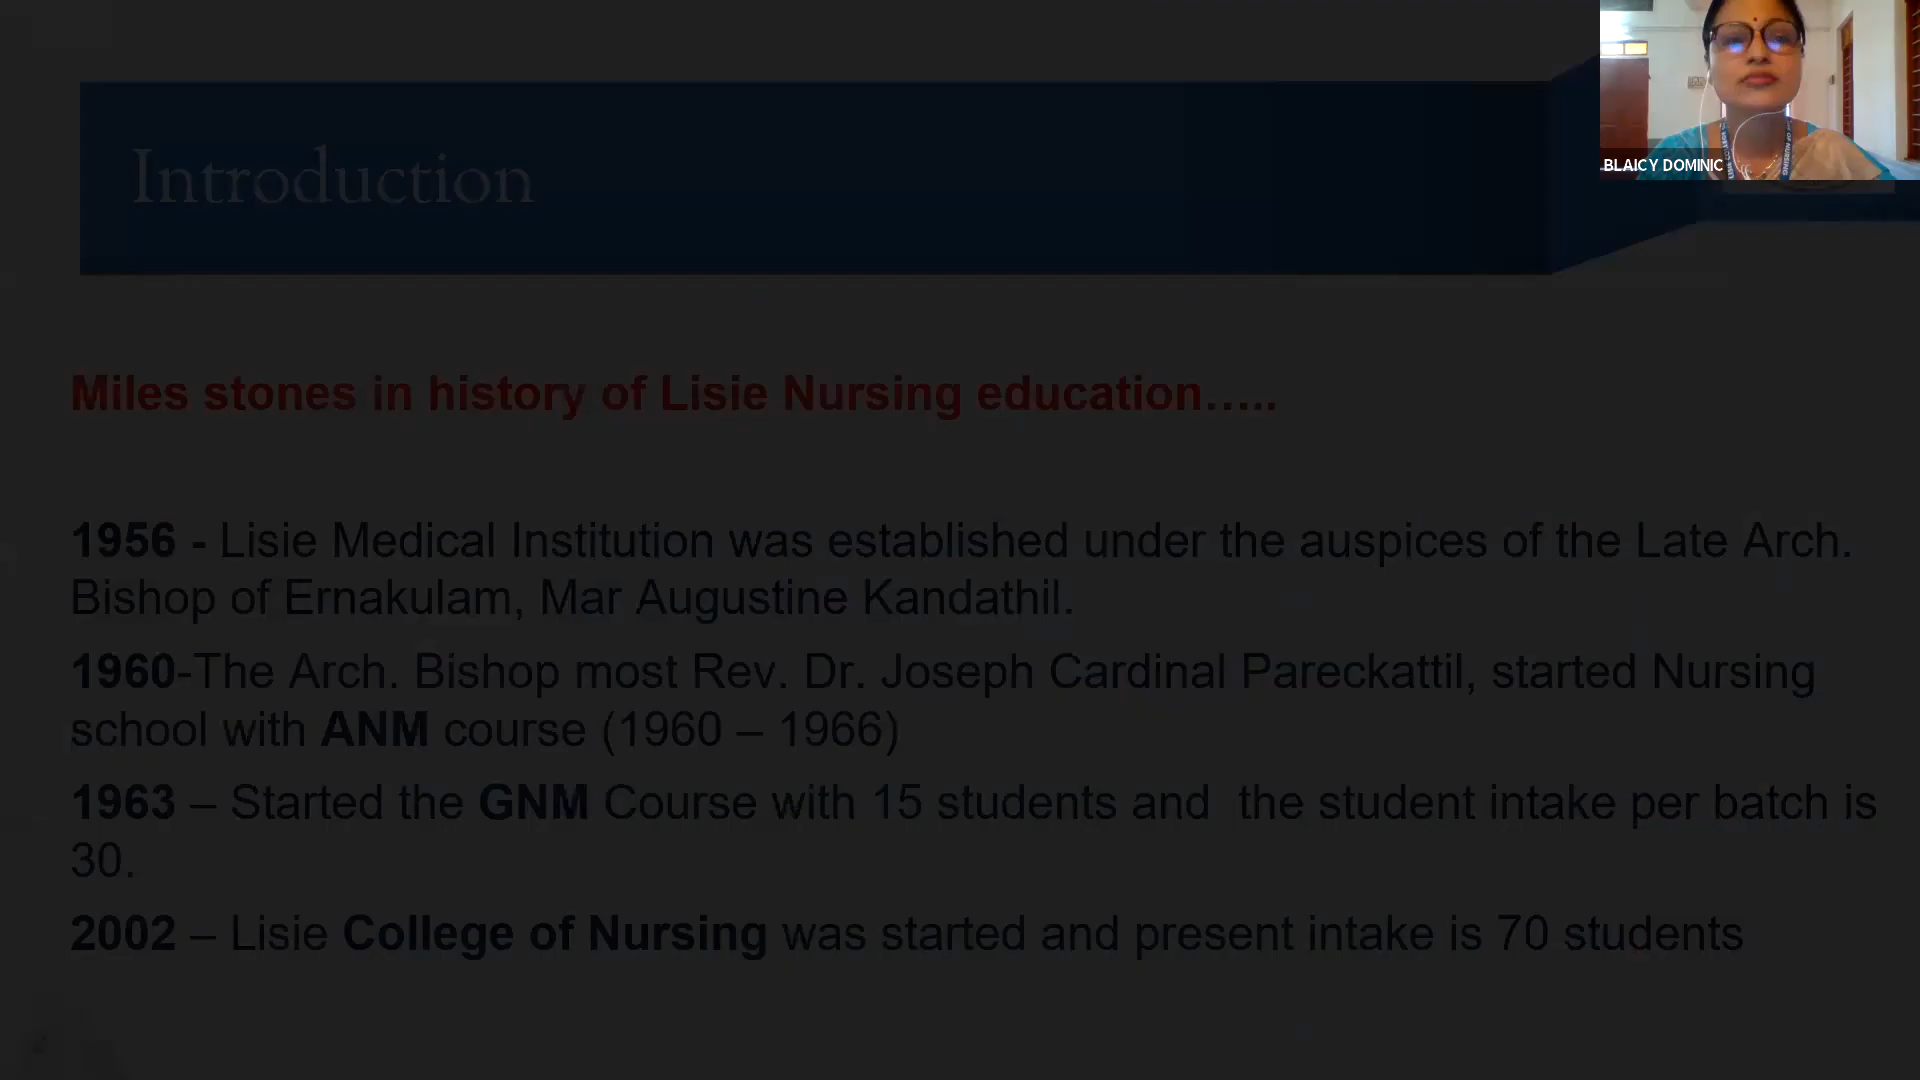 Introduction
BLAICY DOMINIC
Miles stones in history of Lisie Nursing education…..
1956 - Lisie Medical Institution was established under the auspices of the Late Arch.
Bishop of Ernakulam, Mar Augustine Kandathil.
1960-The Arch. Bishop most Rev. Dr. Joseph Cardinal Pareckattil, started Nursing
school with ANM course (1960 – 1966)
1963 – Started the GNM Course with 15 students and  the student intake per batch is
30.
2002 – Lisie College of Nursing was started and present intake is 70 students